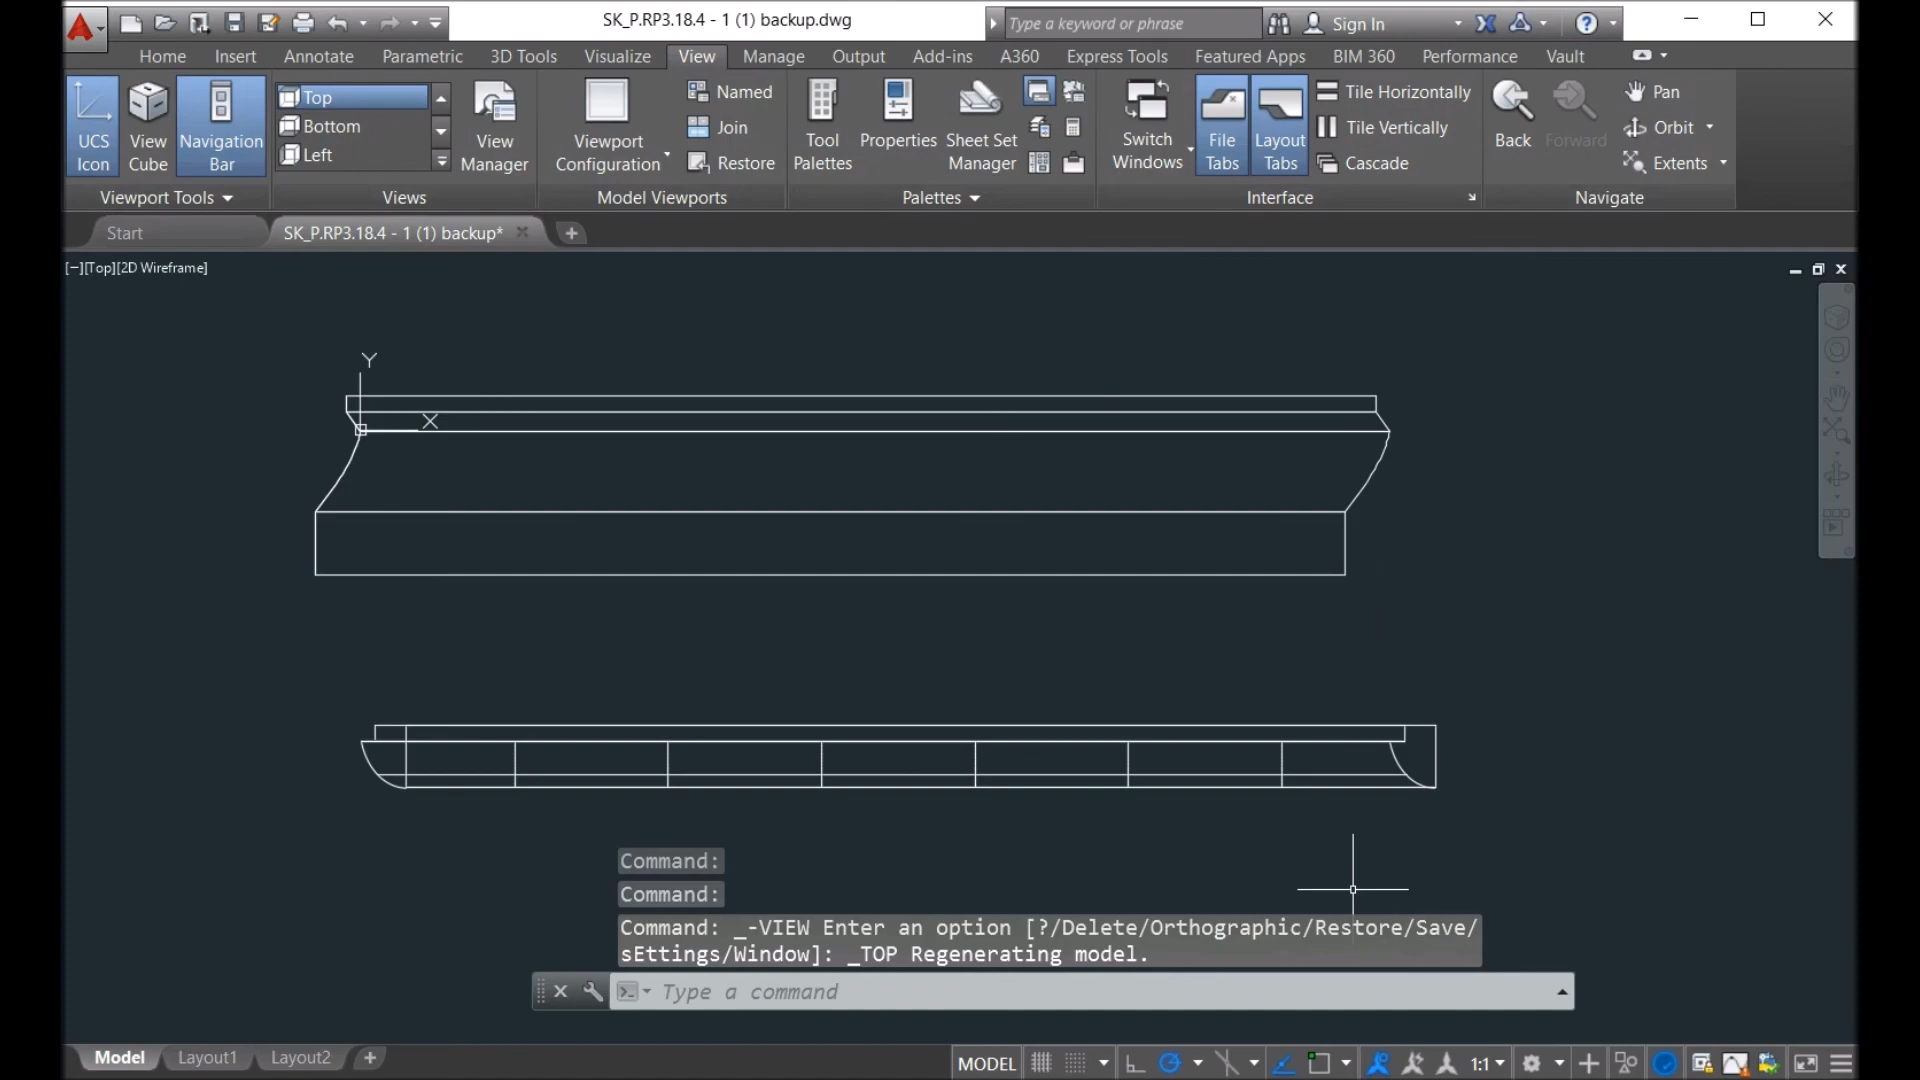 SK_P.RP3.18.4 - 1 (1) backup.dwg
Type a keyword or phrase
Sign In
Home Insert Annotate Parametric 3D Tools Visualize View Manage Output Add-ins A360 Express Tools Featured Apps BIM 360 Performance Vault
UCS Icon
View Cube
Navigation Bar
Top
Bottom
Left
View Manager
Viewport Configuration
Named
Join
Restore
Tool Palettes
Properties
Sheet Set Manager
Switch Windows
File Tabs
Layout Tabs
Tile Horizontally
Tile Vertically
Cascade
Back
Forward
Pan
Orbit
Extents
Viewport Tools
Views
Model Viewports
Palettes
Interface
Navigate
Start
SK_P.RP3.18.4 - 1 (1) backup*
[−][Top][2D Wireframe]
Y
X
Command:
Command:
Command: _-VIEW Enter an option [?/Delete/Orthographic/Restore/Save/
sEttings/Window]: _TOP Regenerating model.
Type a command
Model Layout1 Layout2
MODEL
1:1